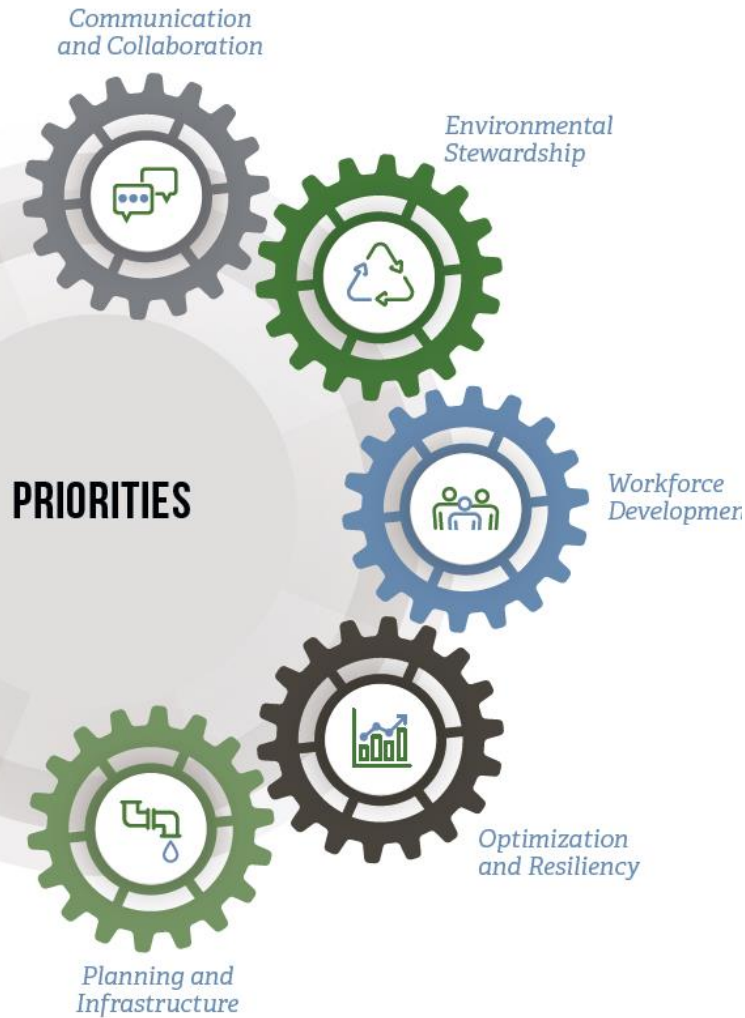 Communication
and Collaboration
Environmental
Stewardship
PRIORITIES
Workforce
Developmen
Optimization
and Resiliency
Planning and
Infrastructure